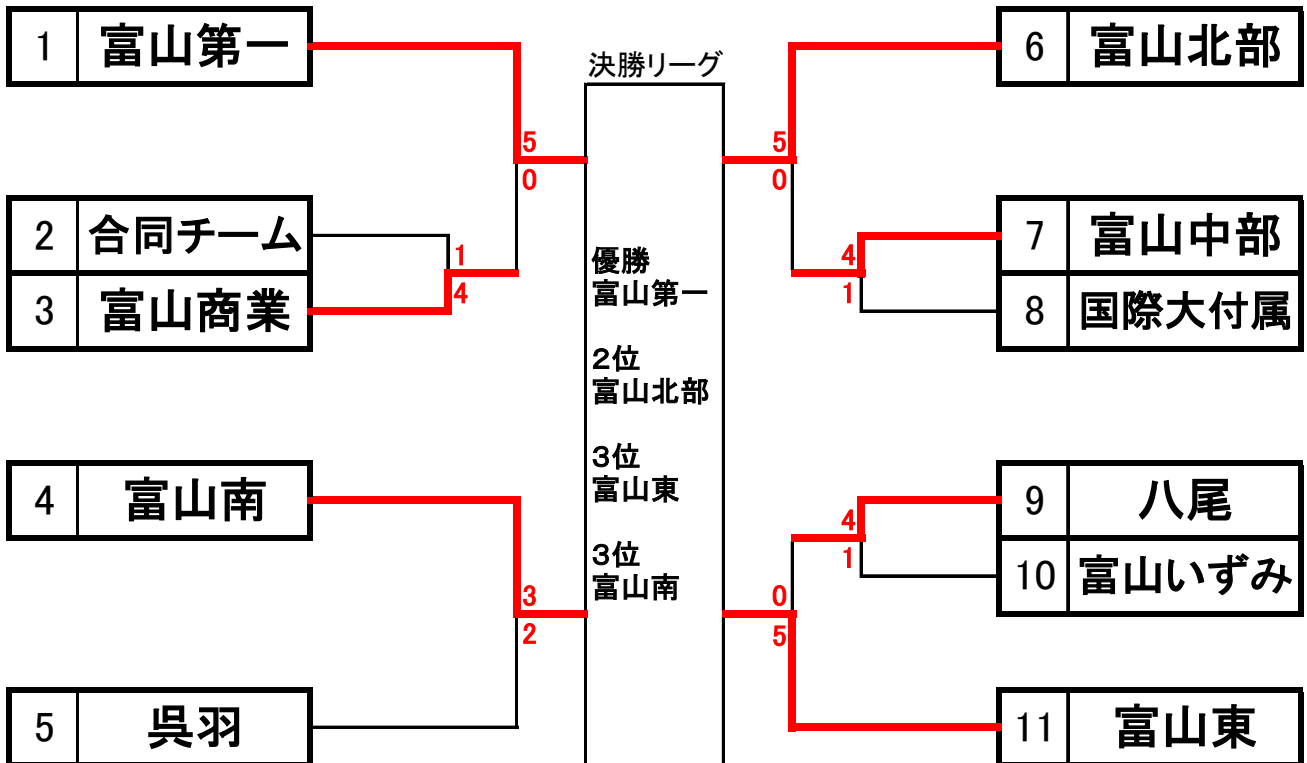 1 富山第一
5
0
2 合同チーム
1
4
3 富山商業
4 富山南
3
2
5 呉羽
決勝リーグ
優勝
富山第一
2位
富山北部
3位
富山東
3位
富山南
6 富山北部
5
0
7 富山中部
4
1
8 国際大付属
9 八尾
4
1
10 富山いずみ
0
5
11 富山東